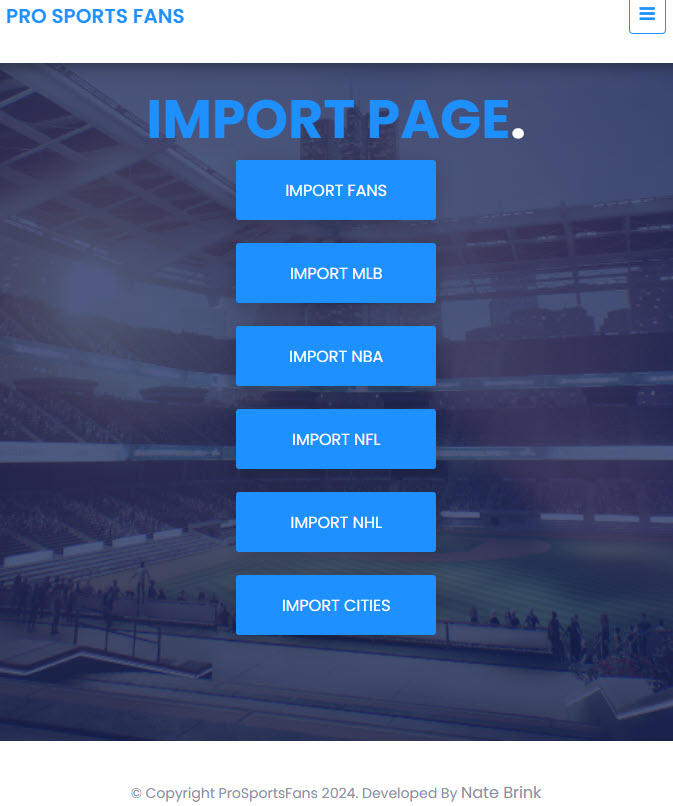 PRO SPORTS FANS
IMPORT PAGE.
IMPORT FANS
IMPORT MLB
IMPORT NBA
IMPORT NFL
IMPORT NHL
IMPORT CITIES
© Copyright ProSportsFans 2024. Developed By Nate Brink